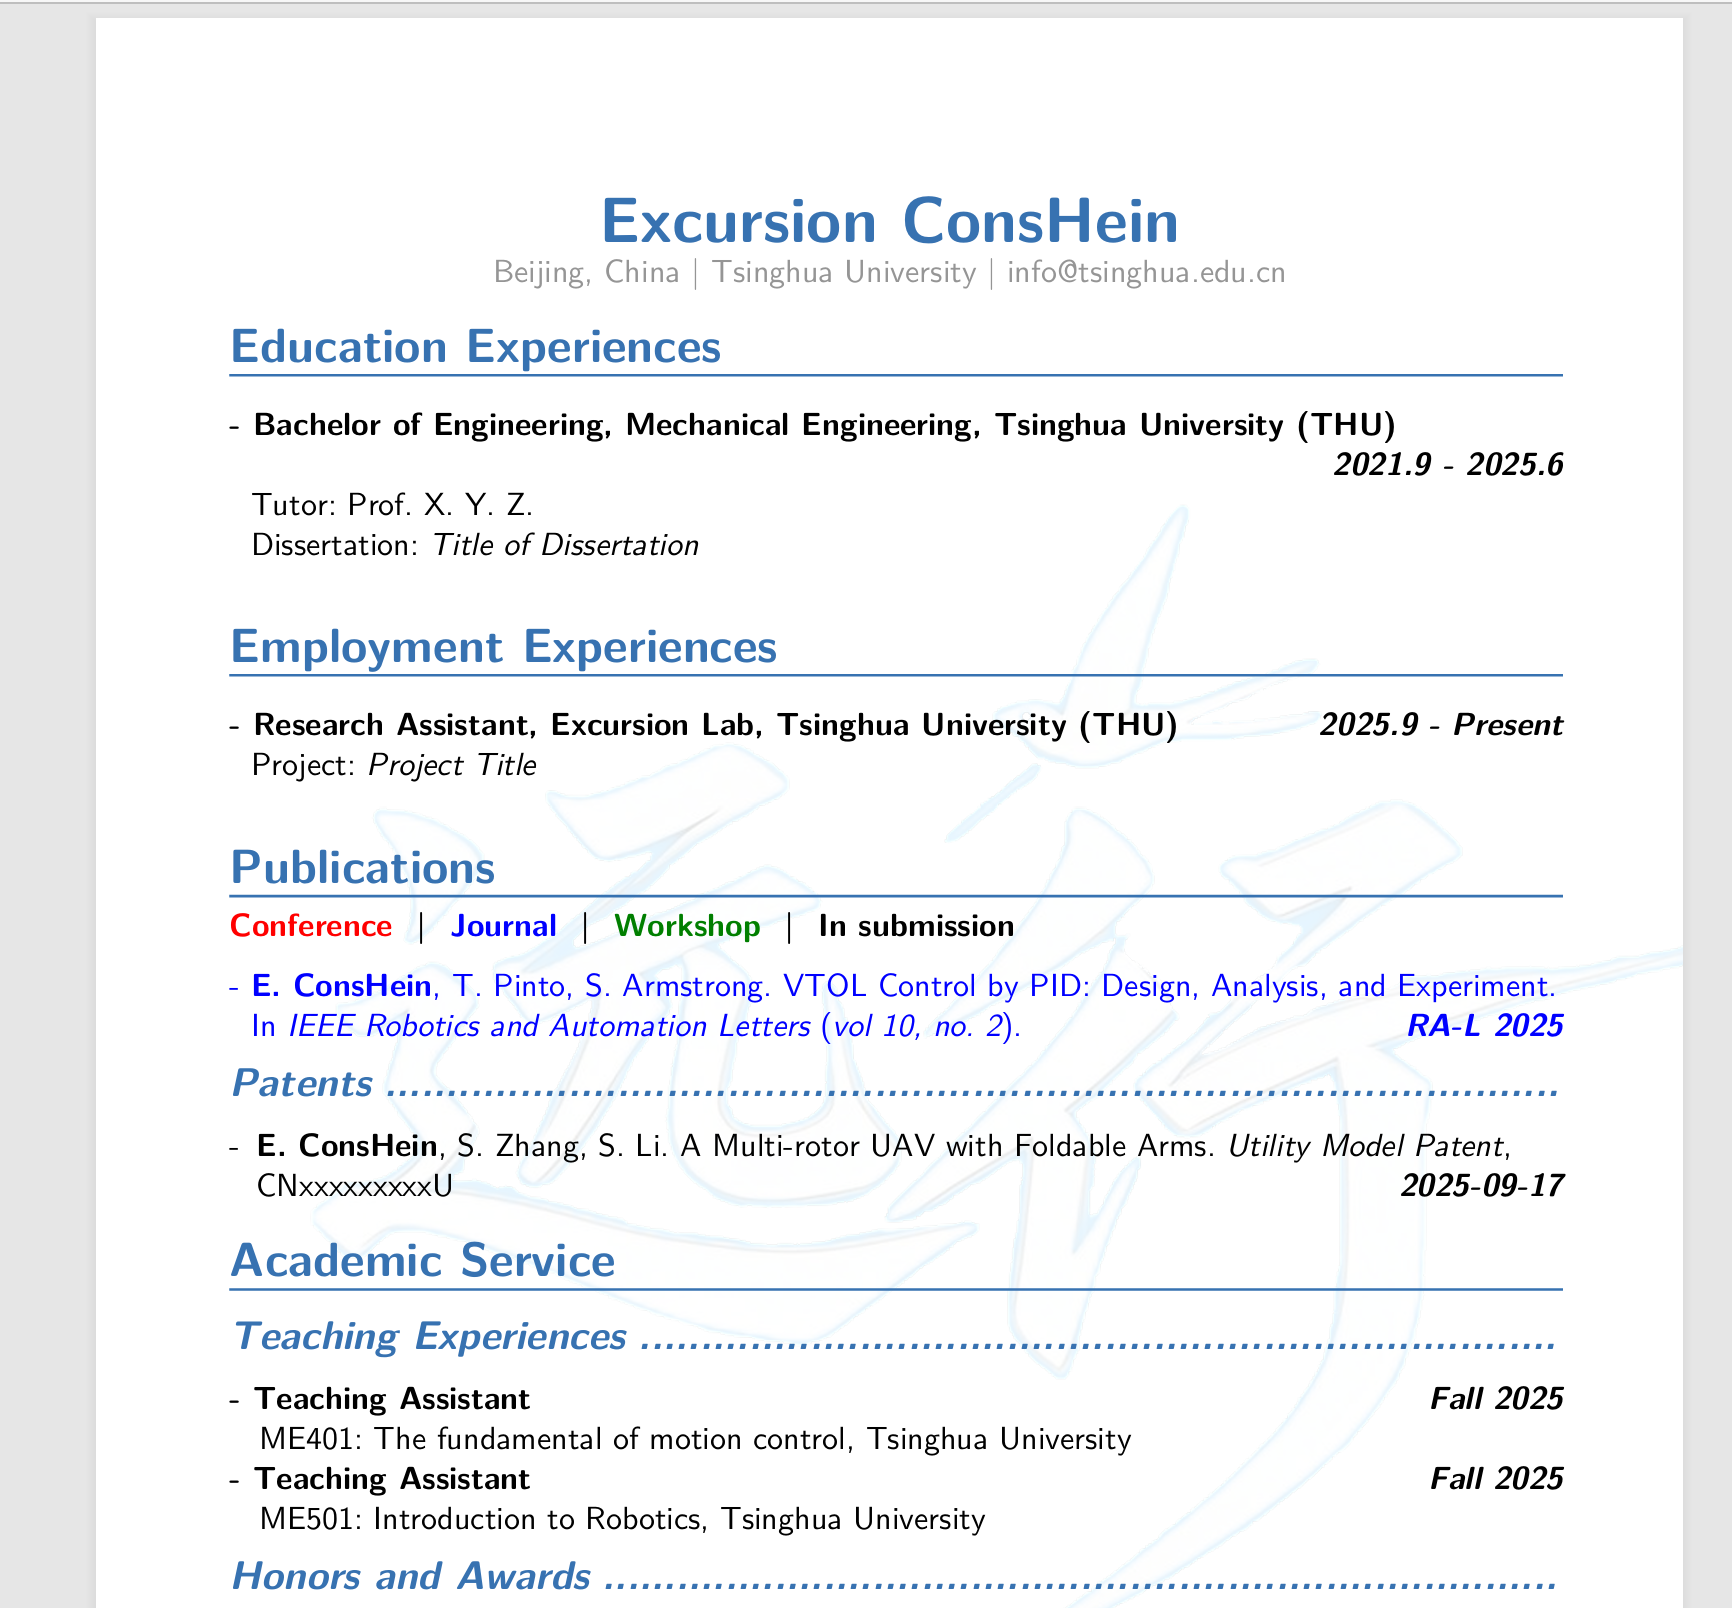 Excursion ConsHein
Beijing, China | Tsinghua University | info@tsinghua.edu.cn
Education Experiences
- Bachelor of Engineering, Mechanical Engineering, Tsinghua University (THU)
2021.9 - 2025.6
Tutor: Prof. X. Y. Z.
Dissertation: Title of Dissertation
Employment Experiences
- Research Assistant, Excursion Lab, Tsinghua University (THU) 2025.9 - Present
Project: Project Title
Publications
Conference | Journal | Workshop | In submission
- E. ConsHein, T. Pinto, S. Armstrong. VTOL Control by PID: Design, Analysis, and Experiment.
In IEEE Robotics and Automation Letters (vol 10, no. 2). RA-L 2025
Patents
- E. ConsHein, S. Zhang, S. Li. A Multi-rotor UAV with Foldable Arms. Utility Model Patent,
CNxxxxxxxxxU 2025-09-17
Academic Service
Teaching Experiences
- Teaching Assistant Fall 2025
ME401: The fundamental of motion control, Tsinghua University
- Teaching Assistant Fall 2025
ME501: Introduction to Robotics, Tsinghua University
Honors and Awards
远行